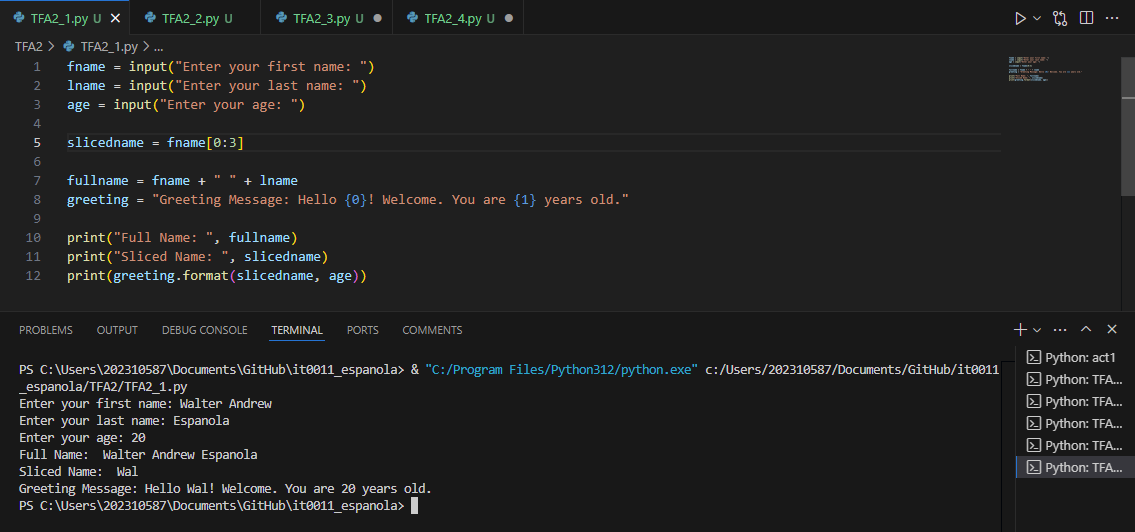 TFA2_1.py U
TFA2_2.py U
TFA2_3.py U
TFA2_4.py U
TFA2 > TFA2_1.py > ...
1 fname = input("Enter your first name: ")
2 lname = input("Enter your last name: ")
3 age = input("Enter your age: ")
4
5 slicedname = fname[0:3]
6
7 fullname = fname + " " + lname
8 greeting = "Greeting Message: Hello {0}! Welcome. You are {1} years old."
9
10 print("Full Name: ", fullname)
11 print("Sliced Name: ", slicedname)
12 print(greeting.format(slicedname, age))
PROBLEMS OUTPUT DEBUG CONSOLE TERMINAL PORTS COMMENTS
PS C:\Users\202310587\Documents\GitHub\it0011_espanola> & "C:/Program Files/Python312/python.exe" c:/Users/202310587/Documents/GitHub/it0011
_espanola/TFA2/TFA2_1.py
Enter your first name: Walter Andrew
Enter your last name: Espanola
Enter your age: 20
Full Name:  Walter Andrew Espanola
Sliced Name:  Wal
Greeting Message: Hello Wal! Welcome. You are 20 years old.
PS C:\Users\202310587\Documents\GitHub\it0011_espanola>
Python: act1
Python: TFA...
Python: TFA...
Python: TFA...
Python: TFA...
Python: TFA...